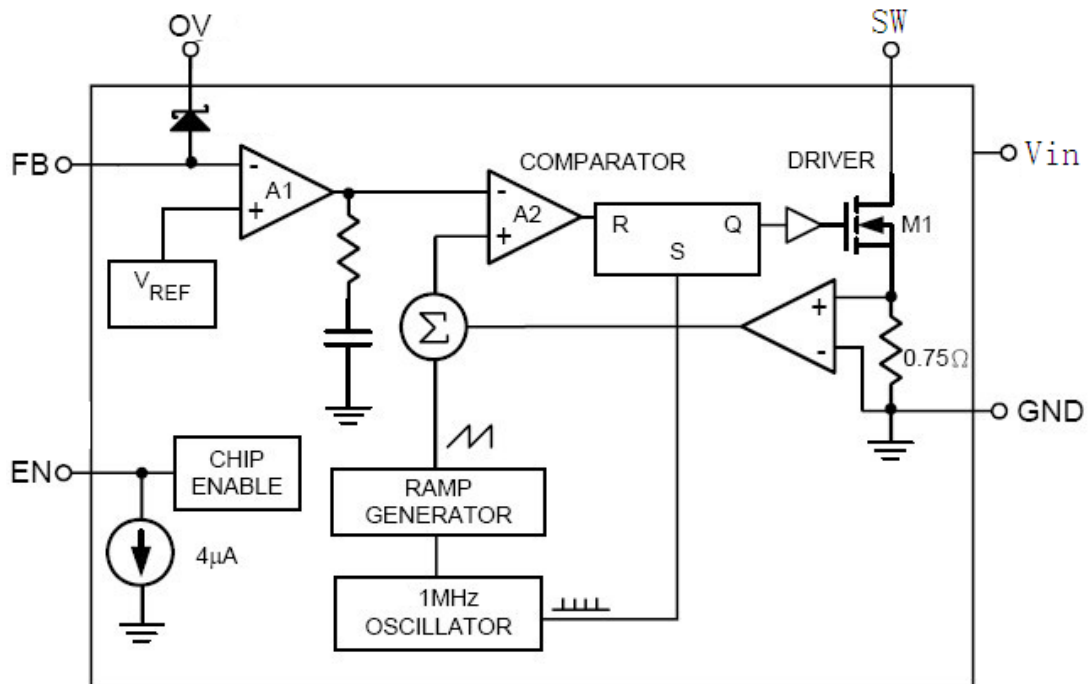 OV
SW
FB
COMPARATOR
DRIVER
Vin
-
A1
+
-
A2
+
R
Q
S
M1
VREF
Σ
+
-
0.75Ω
GND
EN
CHIP
ENABLE
RAMP
GENERATOR
4μA
1MHz
OSCILLATOR